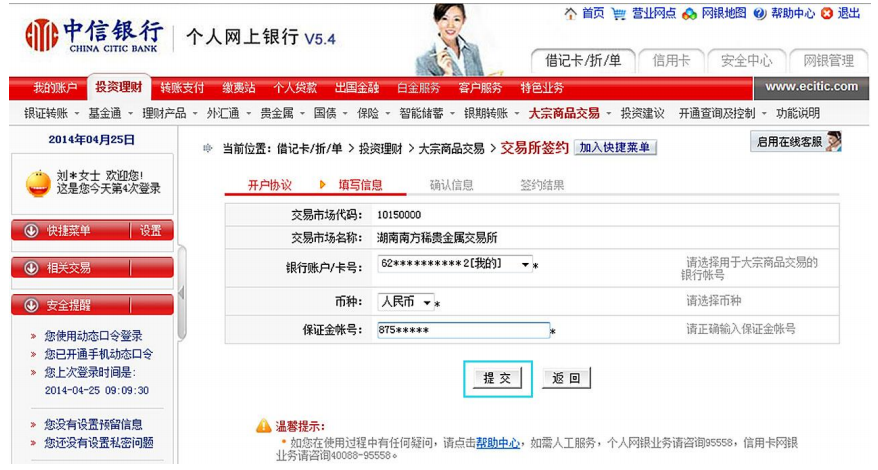 首页 营业网点 网银地图 帮助中心 退出
中信银行 个人网上银行 V5.4
CHINA CITIC BANK
借记卡/折/单 信用卡 安全中心 网银管理
我的账户 投资理财 转账支付 缴费站 个人贷款 出国金融 白金服务 客户服务 特色业务 www.ecitic.com
银证转账 基金通 理财产品 外汇通 贵金属 国债 保险 智能储蓄 银期转账 大宗商品交易 投资建议 开通查询及控制 功能说明
2014年04月25日
当前位置: 借记卡/折/单 > 投资理财 > 大宗商品交易 > 交易所签约 加入快捷菜单
启用在线客服
刘*女士 欢迎您!
这是您今天第4次登录
开户协议 填写信息 确认信息 签约结果
交易市场代码: 10150000
交易市场名称: 湖南南方稀贵金属交易所
银行账户/卡号: 62**********2[我的] *
请选择用于大宗商品交易的
银行帐号
币种: 人民币 * 请选择币种
保证金帐号: 875***** * 请正确输入保证金帐号
提交 返回
快捷菜单 设置
相关交易
安全提醒
» 您使用动态口令登录
» 您已开通手机动态口令
» 您上次登录时间是:
2014-04-25 09:09:30
» 您没有设置预留信息
» 您还没有设置私密问题
温馨提示:
* 如您在使用过程中有任何疑问，请点击帮助中心，如需人工服务，个人网银业务请咨询95558，信用卡网银
业务请咨询40088-95558。